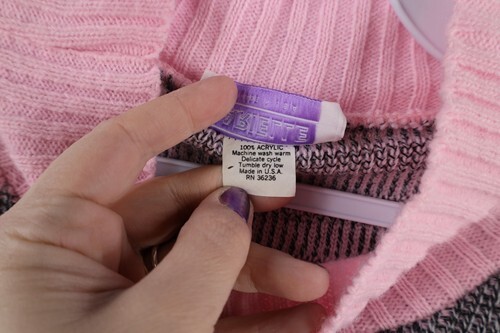 100% ACRYLIC
Machine wash warm
Delicate cycle
Tumble dry low
Made in U.S.A.
RN 36236